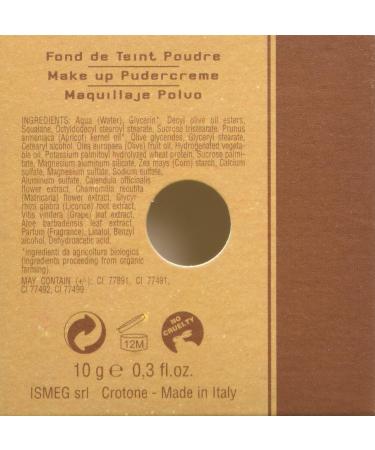 Fond de Teint Poudre
Make up Pudercreme
Maquillaje Polvo
INGREDIENTS: Aqua (Water), Glycerin*, Decyl olive oil esters,
Squalane, Octyldodecyl stearoyl stearate, Sucrose tristearate, Prunus
armeniaca (Apricot) kernel oil*, Olive glycerides, Glyceryl stearate,
Cetearyl alcohol, Olea europaea (Olive) fruit oil, Hydrogenated vegeta-
ble oil, Potassium palmitoyl hydrolyzed wheat protein, Sucrose palmi-
tate, Magnesium aluminum silicate, Zea mays (Corn) starch, Calcium
sulfate, Magnesium sulfate, Sodium sulfate,
Aluminum sulfate, Calendula officinalis
flower extract, Chamomilla recutita
(Matricaria) flower extract, Glycyr-
rhiza glabra (Licorice) root extract,
Vitis vinifera (Grape) leaf extract,
Aloe barbadensis leaf extract,
Parfum (Fragrance), Linalol, Benzyl
alcohol, Dehydroacetic acid.
*ingredienti da agricoltura biologica
(Ingredients proceeding from organic
farming).
MAY CONTAIN (+/-): CI 77891, CI 77491,
CI 77492, CI 77499
12M
NO CRUELTY
10 g e 0,3 fl.oz.
ISMEG srl Crotone - Made in Italy